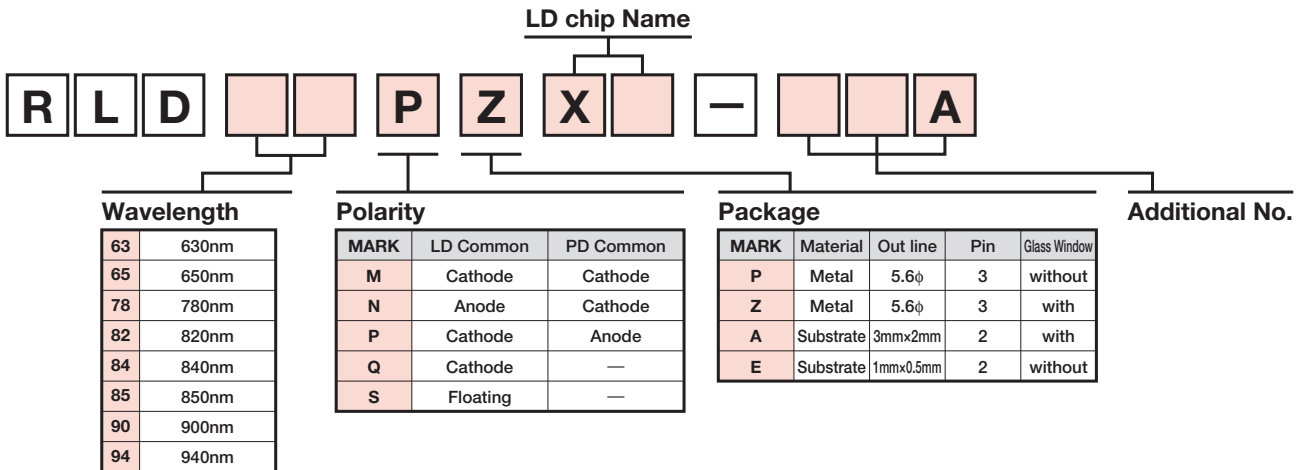 LD chip Name
R L D P Z X — A
Wavelength
63 630nm
65 650nm
78 780nm
82 820nm
84 840nm
85 850nm
90 900nm
94 940nm
Polarity
MARK LD Common PD Common
M Cathode Cathode
N Anode Cathode
P Cathode Anode
Q Cathode —
S Floating —
Package
MARK Material Out line Pin Glass Window
P Metal 5.6ϕ 3 without
Z Metal 5.6ϕ 3 with
A Substrate 3mm×2mm 2 with
E Substrate 1mm×0.5mm 2 without
Additional No.